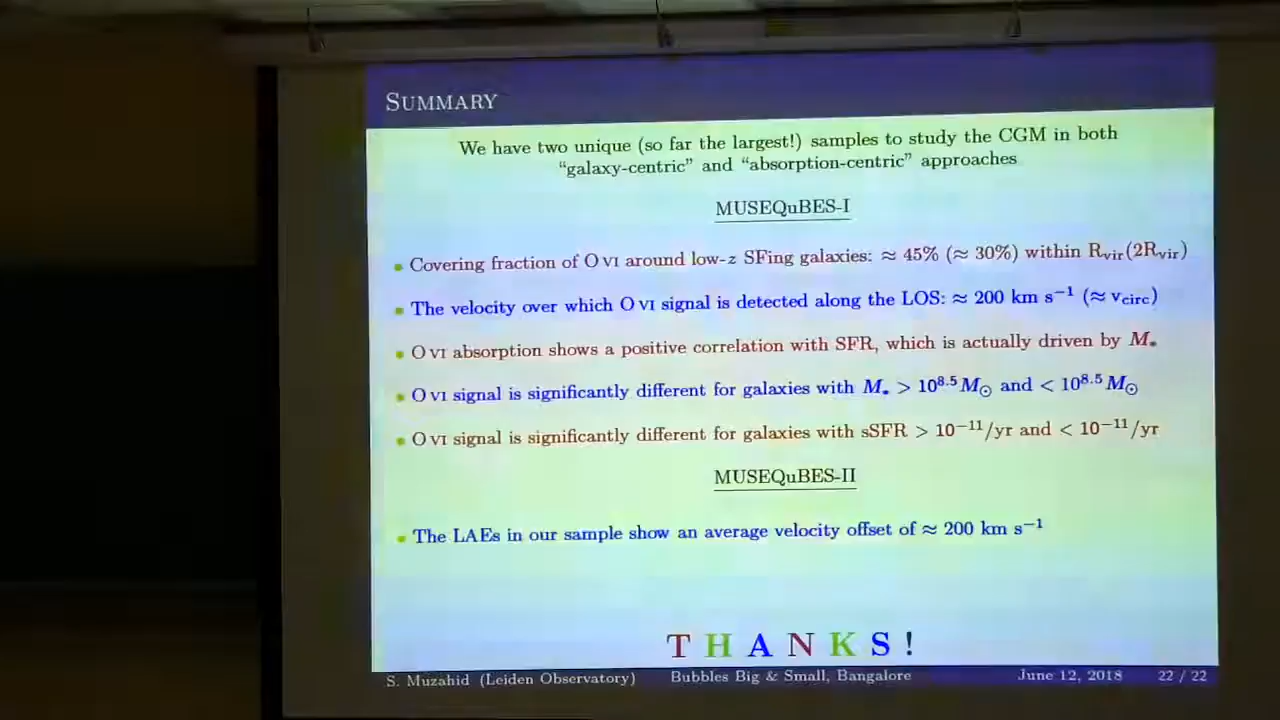 SUMMARY
We have two unique (so far the largest!) samples to study the CGM in both
“galaxy-centric” and “absorption-centric” approaches
MUSEQuBES-I
• Covering fraction of O VI around low-z SFing galaxies: ≈ 45% (≈ 30%) within R_vir(2R_vir)
• The velocity over which O VI signal is detected along the LOS: ≈ 200 km s⁻¹ (≈ v_circ)
• O VI absorption shows a positive correlation with SFR, which is actually driven by M⋆
• O VI signal is significantly different for galaxies with M⋆ > 10^8.5 M⊙ and < 10^8.5 M⊙
• O VI signal is significantly different for galaxies with sSFR > 10⁻¹¹/yr and < 10⁻¹¹/yr
MUSEQuBES-II
• The LAEs in our sample show an average velocity offset of ≈ 200 km s⁻¹
T H A N K S !
S. Muzahid (Leiden Observatory) Bubbles Big & Small, Bangalore June 12, 2018 22 / 22